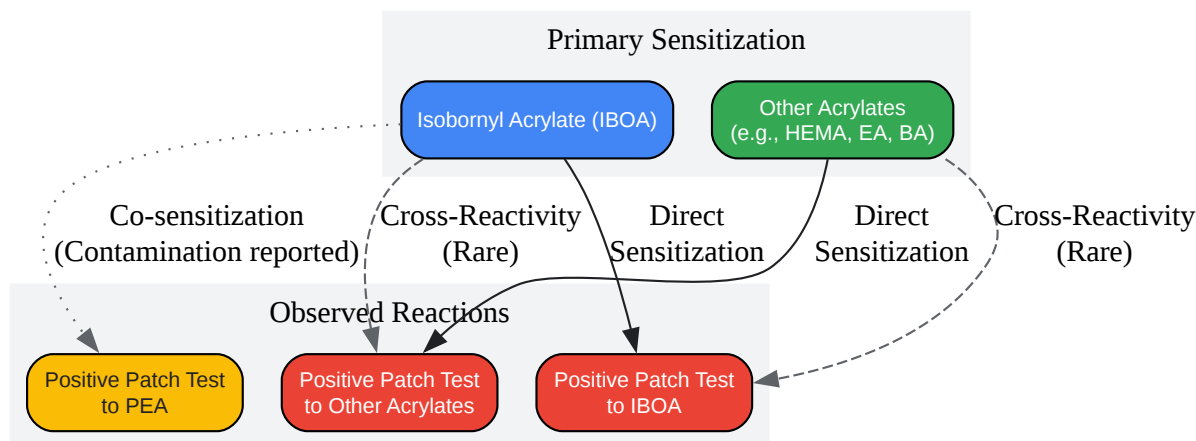 Primary Sensitization
Isobornyl Acrylate (IBOA)
Other Acrylates
(e.g., HEMA, EA, BA)
Co-sensitization
(Contamination reported)
Cross-Reactivity
(Rare)
Direct
Sensitization
Direct
Sensitization
Cross-Reactivity
(Rare)
Observed Reactions
Positive Patch Test
to PEA
Positive Patch Test
to Other Acrylates
Positive Patch Test
to IBOA